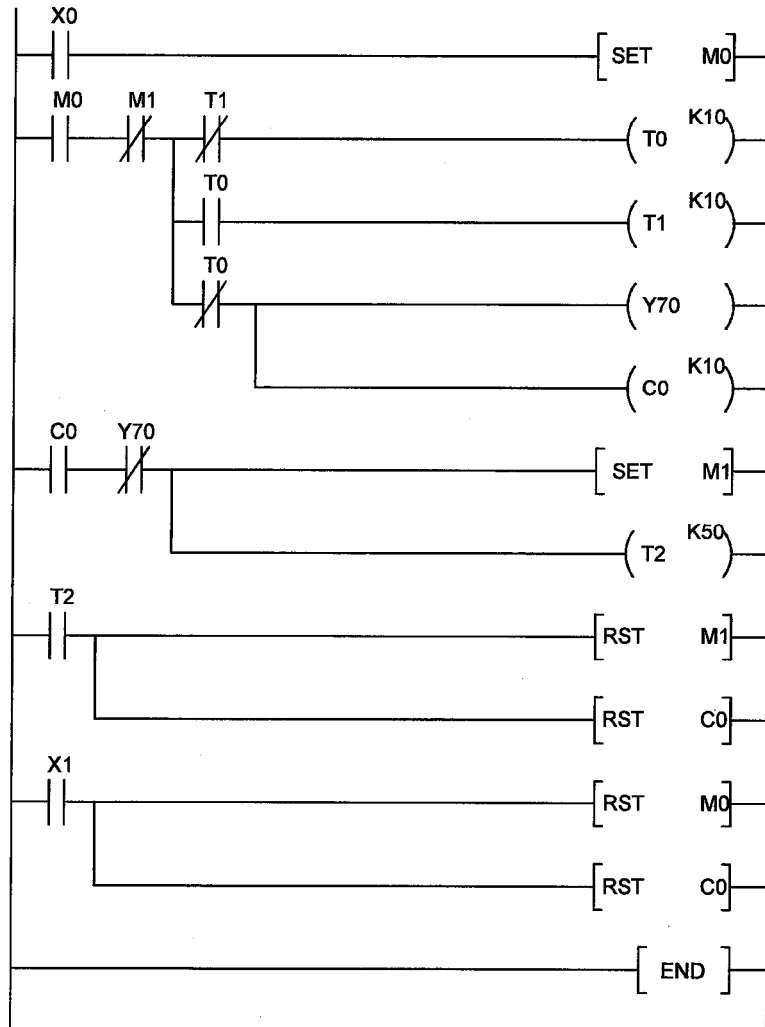 X0
SET M0
M0 M1 T1
K10
T0
T0
K10
T1
T0
Y70
K10
C0
C0 Y70
SET M1
K50
T2
T2
RST M1
RST C0
X1
RST M0
RST C0
END